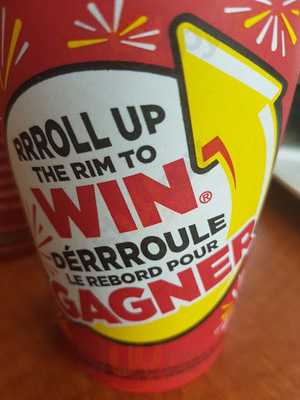 RRROLL UP
THE RIM TO
WIN®
DÉRRROULE
LE REBORD POUR
GAGNER